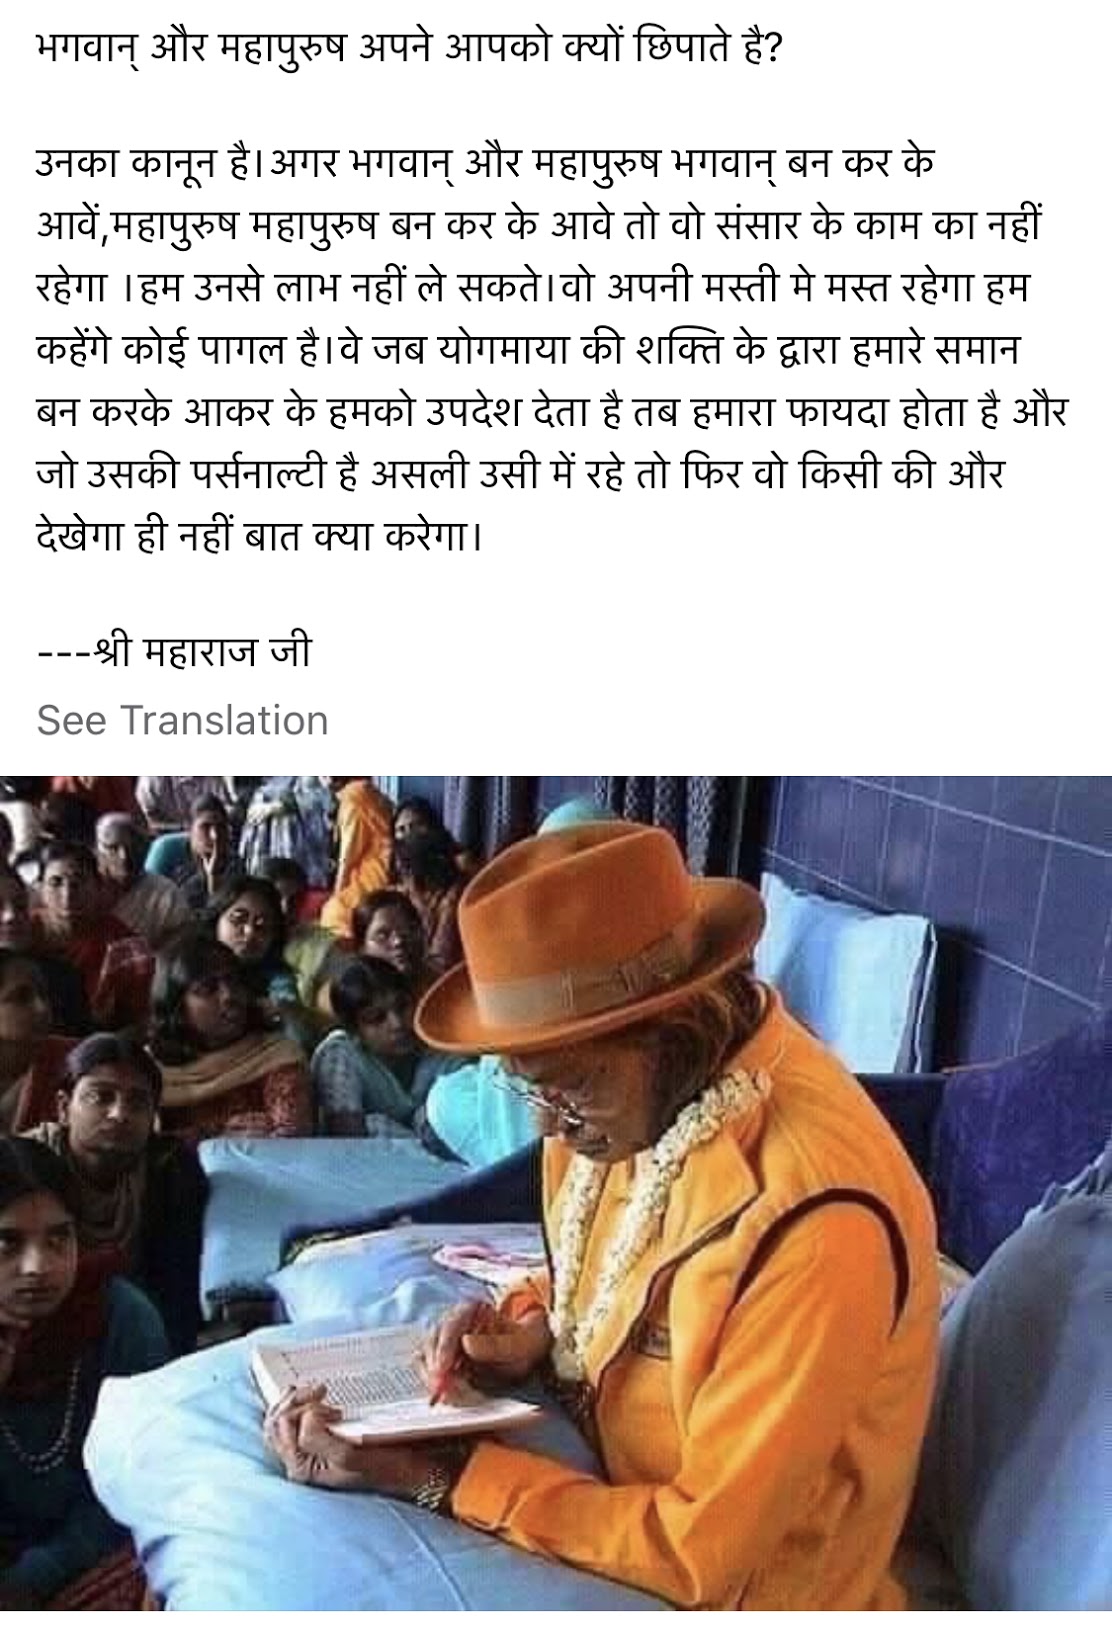 भगवान् और महापुरुष अपने आपको क्यों छिपाते है?
उनका कानून है।अगर भगवान् और महापुरुष भगवान् बन कर के
आवें,महापुरुष महापुरुष बन कर के आवे तो वो संसार के काम का नहीं
रहेगा ।हम उनसे लाभ नहीं ले सकते।वो अपनी मस्ती मे मस्त रहेगा हम
कहेंगे कोई पागल है।वे जब योगमाया की शक्ति के द्वारा हमारे समान
बन करके आकर के हमको उपदेश देता है तब हमारा फायदा होता है और
जो उसकी पर्सनाल्टी है असली उसी में रहे तो फिर वो किसी की और
देखेगा ही नहीं बात क्या करेगा।
---श्री महाराज जी
See Translation